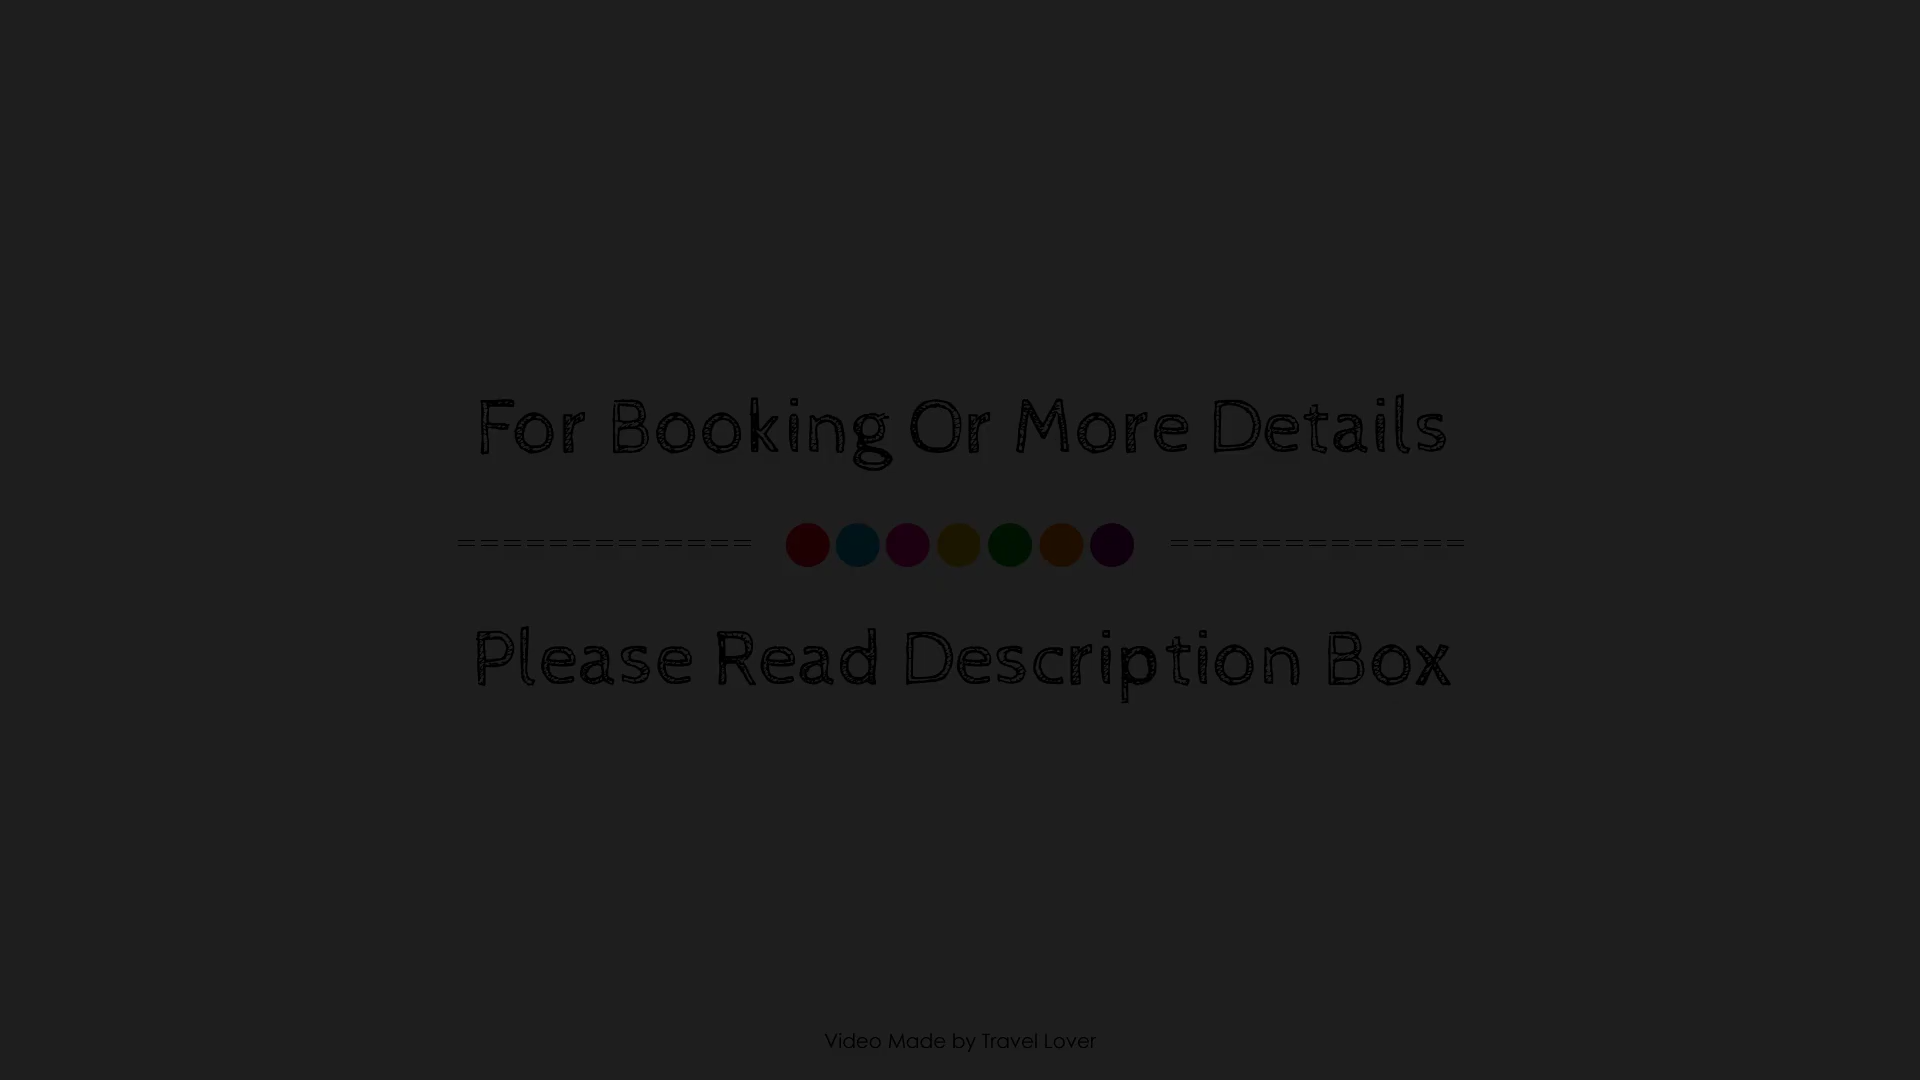 For Booking Or More Details
============= =============
Please Read Description Box
Video Made by Travel Lover